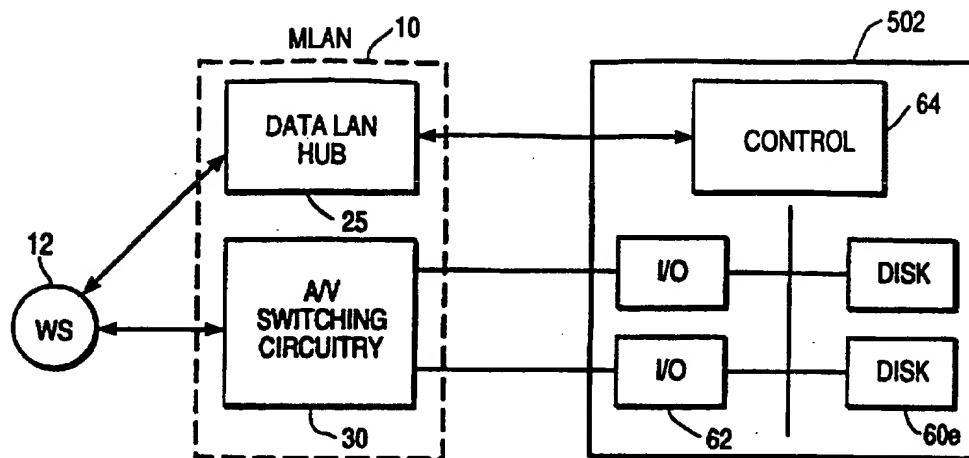 MLAN
10
502
DATA LAN
HUB
25
CONTROL
64
12
WS
A/V
SWITCHING
CIRCUITRY
30
I/O
DISK
I/O
62
DISK
60e